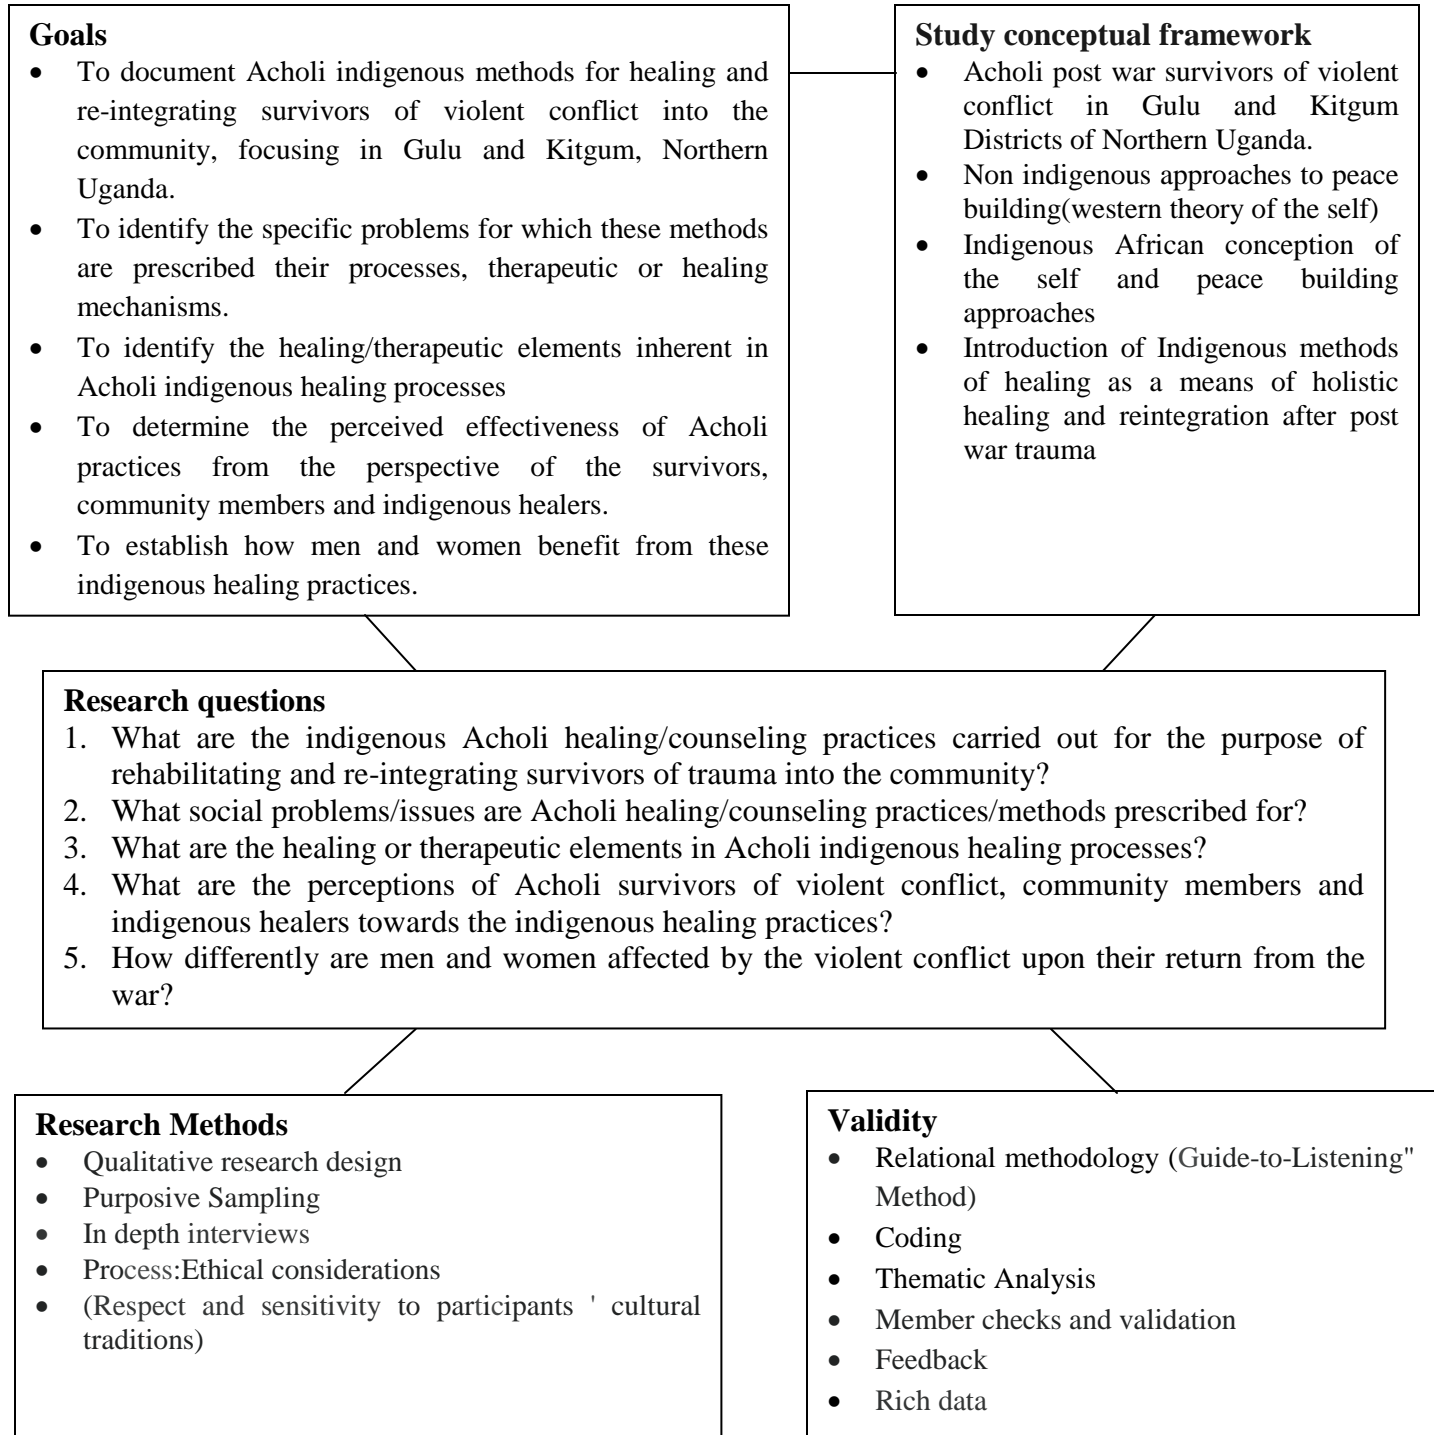 Goals
• To document Acholi indigenous methods for healing and
re-integrating survivors of violent conflict into the
community, focusing in Gulu and Kitgum, Northern
Uganda.
• To identify the specific problems for which these methods
are prescribed their processes, therapeutic or healing
mechanisms.
• To identify the healing/therapeutic elements inherent in
Acholi indigenous healing processes
• To determine the perceived effectiveness of Acholi
practices from the perspective of the survivors,
community members and indigenous healers.
• To establish how men and women benefit from these
indigenous healing practices.
Study conceptual framework
• Acholi post war survivors of violent
conflict in Gulu and Kitgum
Districts of Northern Uganda.
• Non indigenous approaches to peace
building(western theory of the self)
• Indigenous African conception of
the self and peace building
approaches
• Introduction of Indigenous methods
of healing as a means of holistic
healing and reintegration after post
war trauma
Research questions
1. What are the indigenous Acholi healing/counseling practices carried out for the purpose of
rehabilitating and re-integrating survivors of trauma into the community?
2. What social problems/issues are Acholi healing/counseling practices/methods prescribed for?
3. What are the healing or therapeutic elements in Acholi indigenous healing processes?
4. What are the perceptions of Acholi survivors of violent conflict, community members and
indigenous healers towards the indigenous healing practices?
5. How differently are men and women affected by the violent conflict upon their return from the
war?
Research Methods
• Qualitative research design
• Purposive Sampling
• In depth interviews
• Process:Ethical considerations
• (Respect and sensitivity to participants ' cultural
traditions)
Validity
• Relational methodology (Guide-to-Listening"
Method)
• Coding
• Thematic Analysis
• Member checks and validation
• Feedback
• Rich data